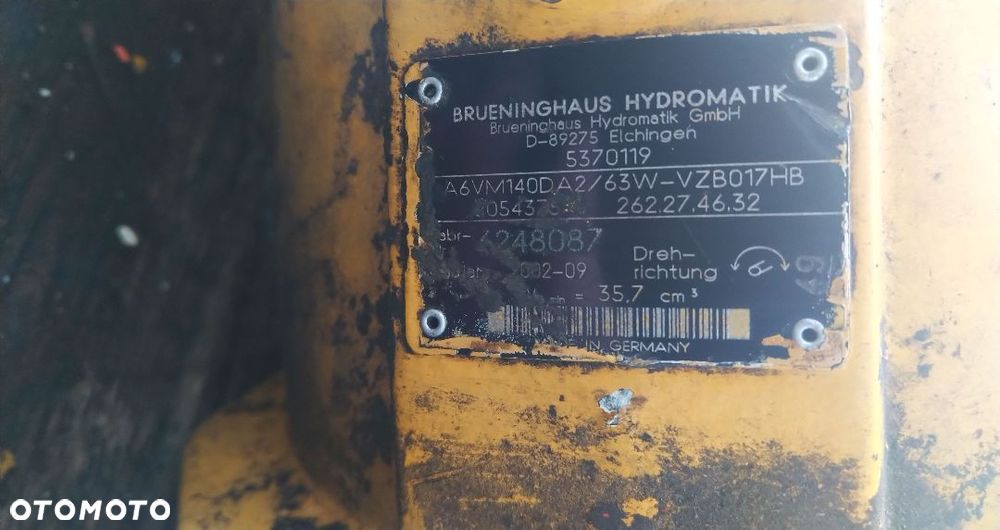 BRUENINGHAUS HYDROMATIK
Brueninghaus Hydromatik GmbH
D-89275 Elchingen
5370119
A6VM140DA2/63W-VZB017HB
262.27.46.32
Dreh-
richtung
49
= 35,7 cm³
GERMANY
OTOMOTO